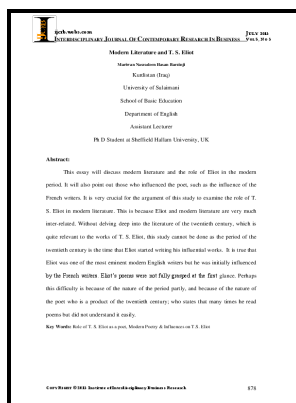 ijcrb.webs.com
JULY 2013
INTERDISCIPLINARY JOURNAL OF CONTEMPORARY RESEARCH IN BUSINESS
VOL 5, NO 3
Modern Literature and T. S. Eliot
Nasradeen Hasan Barzinji
Kurdistan (Iraq)
University of Sulaimani
School of Basic Education
Department of English
Assistant Lecturer
Ph D Student at Sheffield Hallam University, UK
Abstract:
This essay will discuss modern literature and the role of Eliot in the modern
period. It will also point out those who influenced the poet, such as the influence of the
French writers. It is very crucial for the argument of this study to examine the role of T.
S. Eliot in modern literature. This is because Eliot and modern literature are very much
inter-related. Without delving deep into the literature of the twentieth century, which is
quite relevant to the works of T. S. Eliot, this study cannot be done as the period of the
twentieth century is the time that Eliot started writing his influential works. It is true that
Eliot was one of the most eminent modern English writers but he was initially influenced
by the French writers. Eliot's poems were not fully grasped at the first glance. Perhaps
this difficulty is because of the nature of the period partly, and because of the nature of
the poet who is a product of the twentieth century; who states that many times he read
poems but did not understand it easily.
Key Words: Role of T. S. Eliot as a poet, Modern Poetry & Influences on T.S. Eliot
COPY RIGHT © 2013 Institute of Interdisciplinary Business Research
878